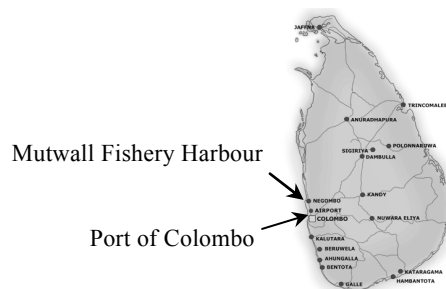 JAFFNA
TRINCOMALEE
ANURADHAPURA
POLONNARUWA
SIGIRIYA
DAMBULLA
Mutwall Fishery Harbour
KANDY
NEGOMBO
AIRPORT
COLOMBO
NUWARA ELIYA
Port of Colombo
KALUTARA
BERUWELA
AHUNGALLA
BENTOTA
KATARAGAMA
HAMBANTOTA
GALLE